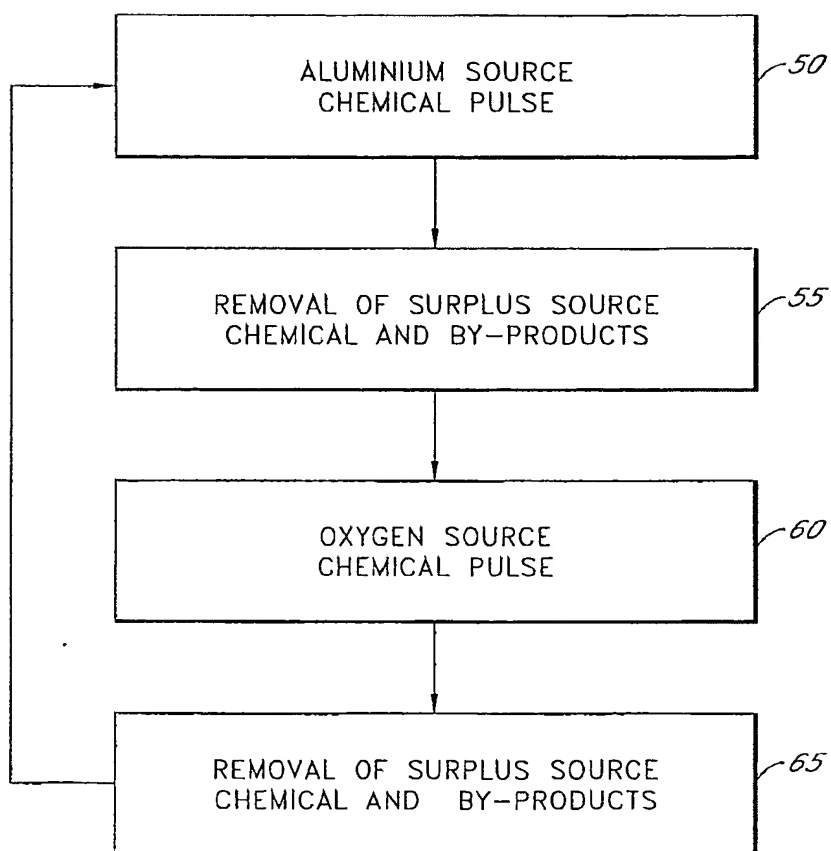 ALUMINIUM SOURCE
CHEMICAL PULSE
50
REMOVAL OF SURPLUS SOURCE
CHEMICAL AND BY-PRODUCTS
55
OXYGEN SOURCE
CHEMICAL PULSE
60
REMOVAL OF SURPLUS SOURCE
CHEMICAL AND BY-PRODUCTS
65